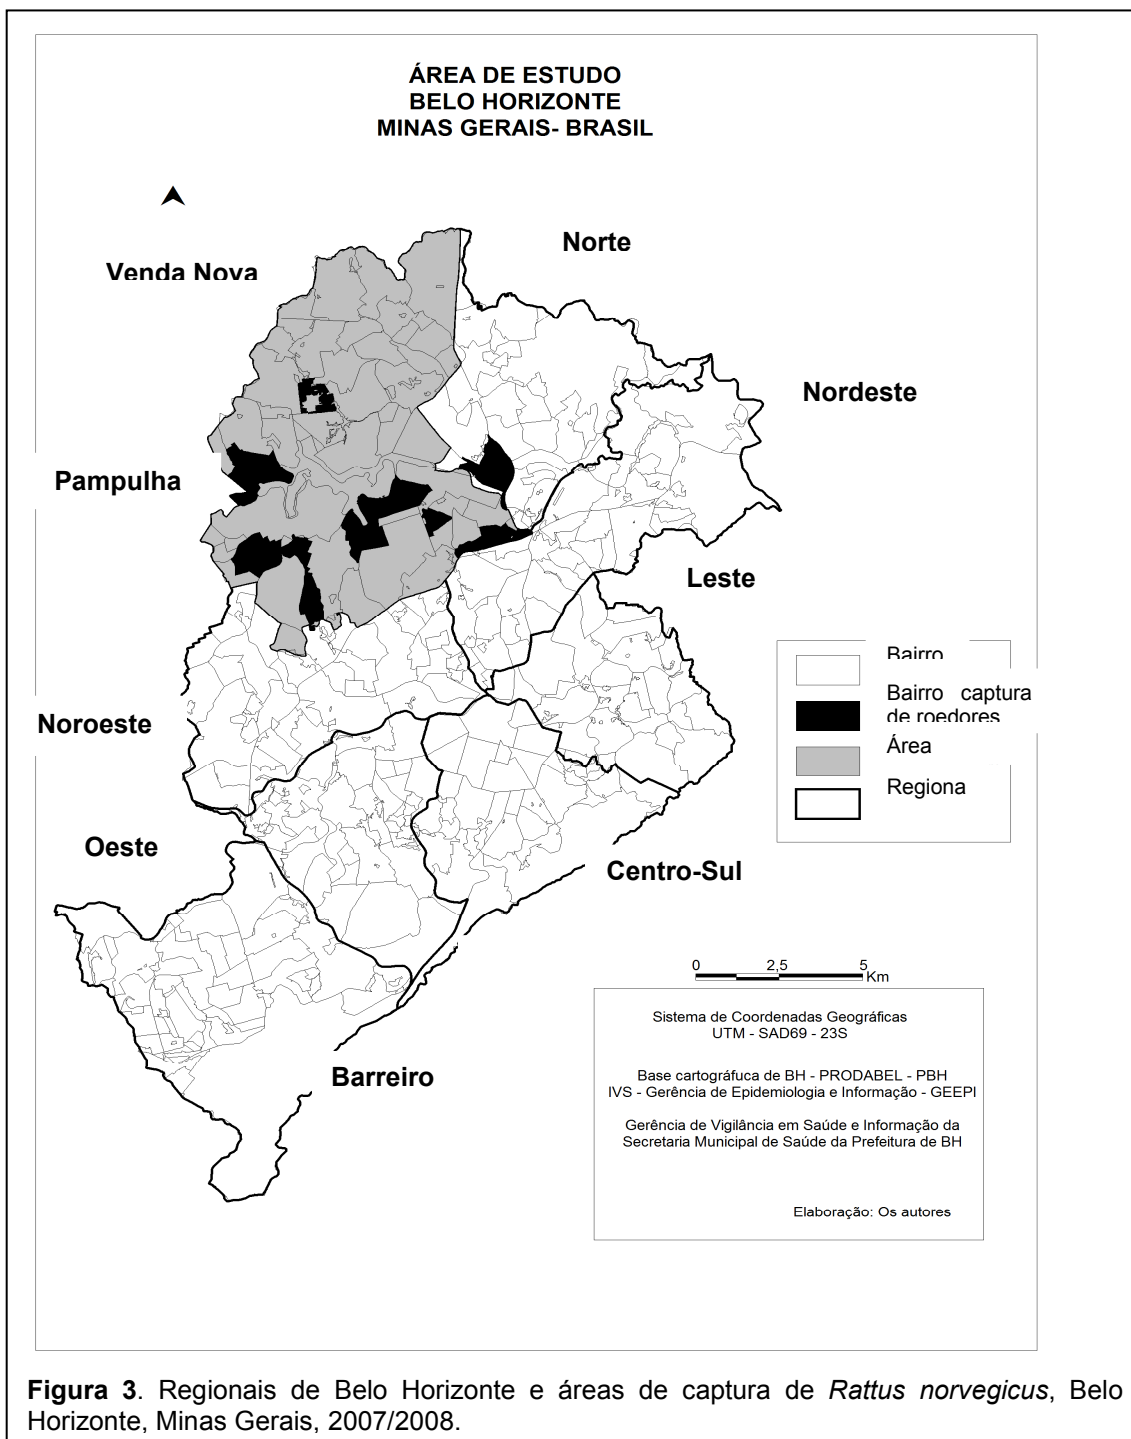 ÁREA DE ESTUDO
BELO HORIZONTE
MINAS GERAIS- BRASIL
Norte
Venda Nova
Nordeste
Pampulha
Leste
Bairro
Bairro captura
de roedores
Noroeste
Área
Regiona
Oeste
Centro-Sul
0 2,5 5
Km
Sistema de Coordenadas Geográficas
UTM - SAD69 - 23S
Base cartográfuca de BH - PRODABEL - PBH
IVS - Gerência de Epidemiologia e Informação - GEEPI
Barreiro
Gerência de Vigilância em Saúde e Informação da
Secretaria Municipal de Saúde da Prefeitura de BH
Elaboração: Os autores
Figura 3. Regionais de Belo Horizonte e áreas de captura de Rattus norvegicus, Belo
Horizonte, Minas Gerais, 2007/2008.